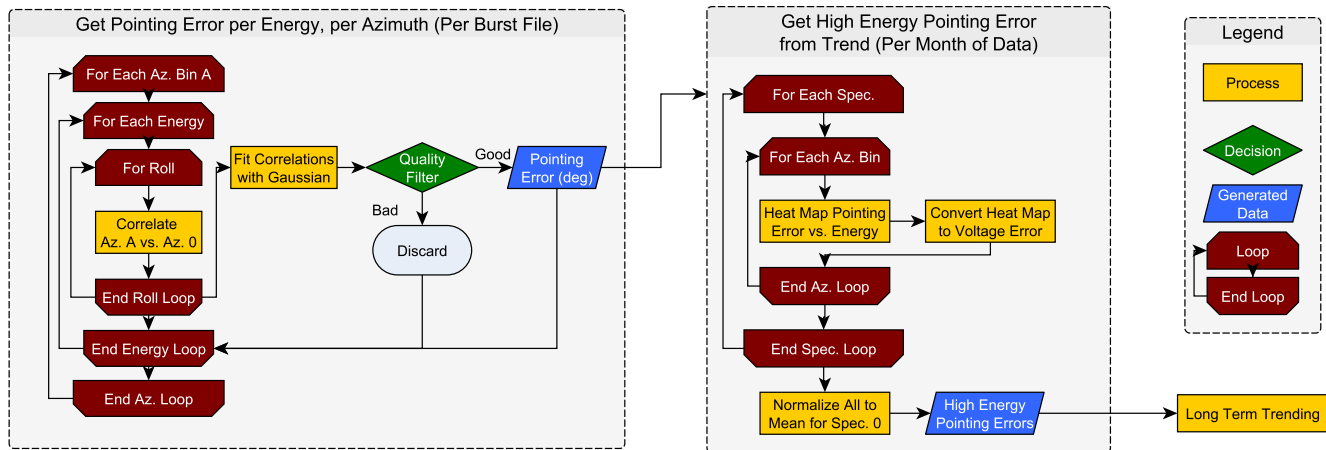 Get Pointing Error per Energy, per Azimuth (Per Burst File)
For Each Az. Bin A
For Each Energy
For Roll
Correlate
Az. A vs. Az. 0
End Roll Loop
End Energy Loop
End Az. Loop
Fit Correlations
with Gaussian
Quality
Filter
Good
Bad
Discard
Pointing
Error (deg)
Get High Energy Pointing Error
from Trend (Per Month of Data)
For Each Spec.
For Each Az. Bin
Heat Map Pointing
Error vs. Energy
Convert Heat Map
to Voltage Error
End Az. Loop
End Spec. Loop
Normalize All to
Mean for Spec. 0
High Energy
Pointing Errors
Long Term Trending
Legend
Process
Decision
Generated
Data
Loop
End Loop